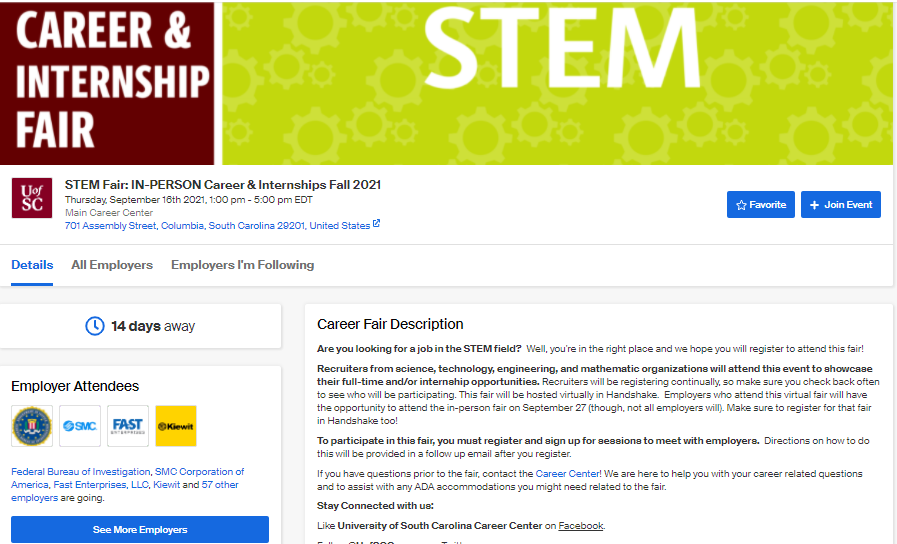 CAREER &
INTERNSHIP
FAIR
STEM
UofSC
STEM Fair: IN-PERSON Career & Internships Fall 2021
Thursday, September 16th 2021, 1:00 pm - 5:00 pm EDT
Main Career Center
701 Assembly Street, Columbia, South Carolina 29201, United States
Favorite
+ Join Event
Details All Employers Employers I'm Following
14 days away
Employer Attendees
SMC
FAST
ENTERPRISES
Kiewit
Federal Bureau of Investigation, SMC Corporation of
America, Fast Enterprises, LLC, Kiewit and 57 other
employers are going.
See More Employers
Career Fair Description
Are you looking for a job in the STEM field? Well, you're in the right place and we hope you will register to attend this fair!
Recruiters from science, technology, engineering, and mathematic organizations will attend this event to showcase
their full-time and/or internship opportunities. Recruiters will be registering continually, so make sure you check back often
to see who will be participating. This fair will be hosted virtually in Handshake. Employers who attend this virtual fair will have
the opportunity to attend the in-person fair on September 27 (though, not all employers will). Make sure to register for that fair
in Handshake too!
To participate in this fair, you must register and sign up for sessions to meet with employers. Directions on how to do
this will be provided in a follow up email after you register.
If you have questions prior to the fair, contact the Career Center! We are here to help you with your career related questions
and to assist with any ADA accommodations you might need related to the fair.
Stay Connected with us:
Like University of South Carolina Career Center on Facebook.